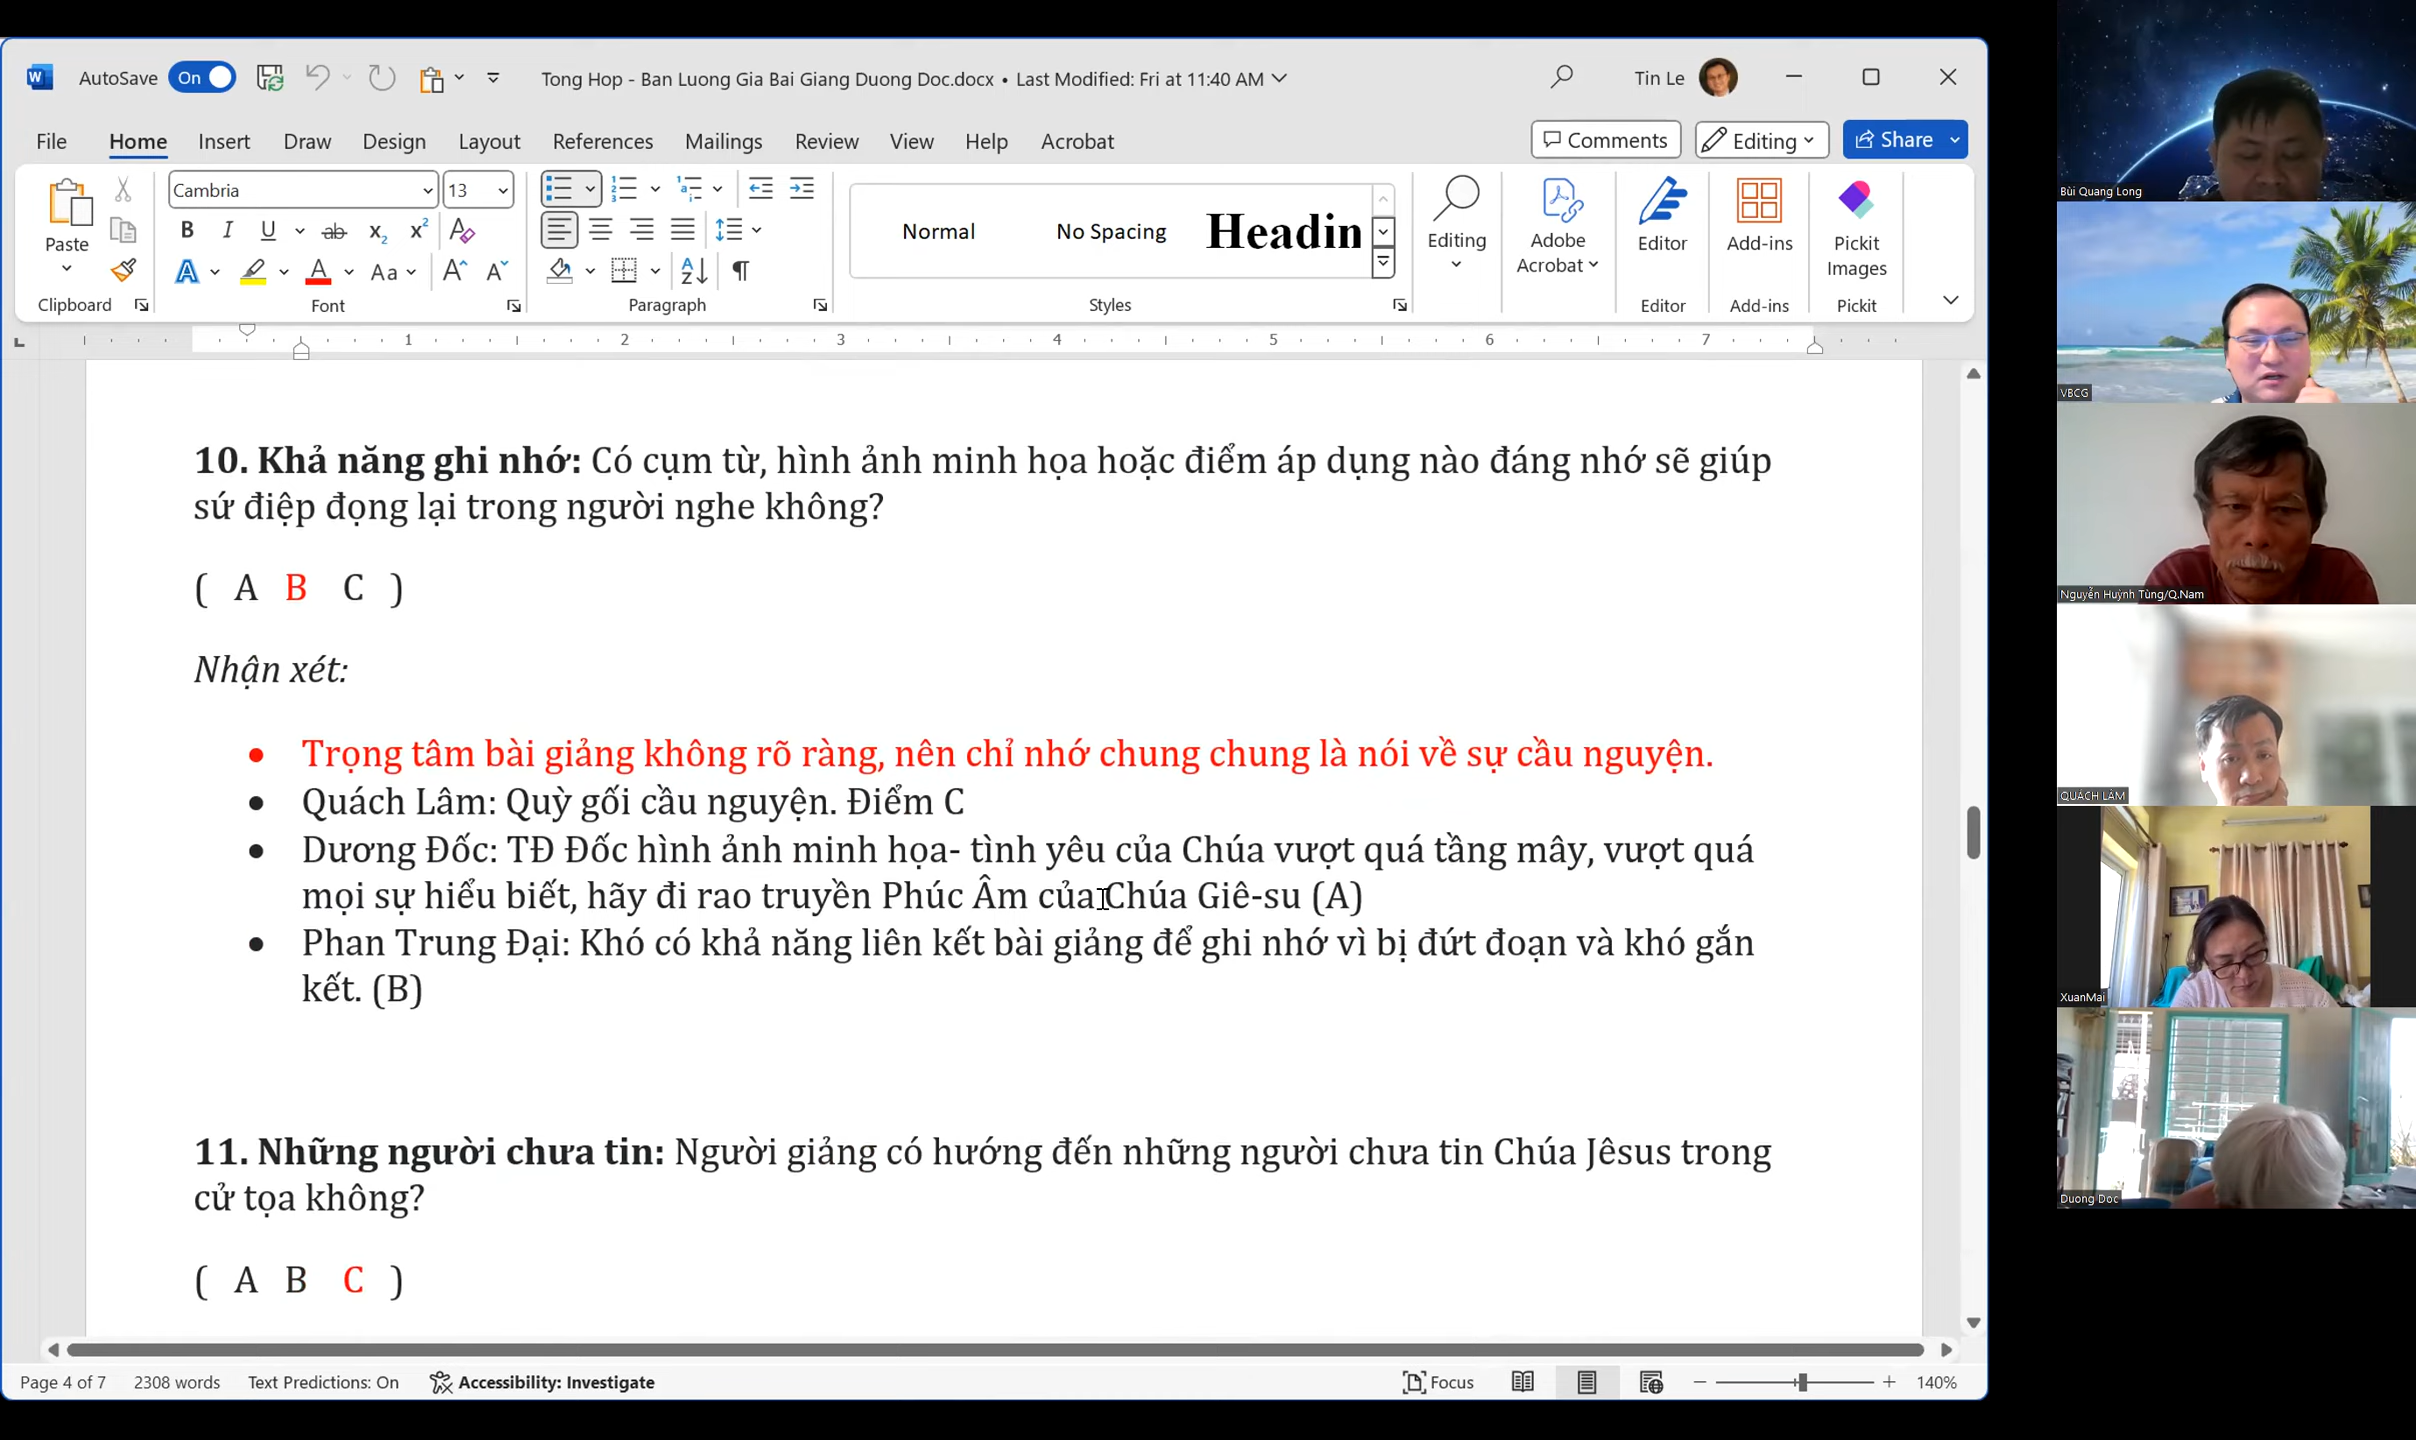 AutoSave On
Tong Hop - Ban Luong Gia Bai Giang Duong Doc.docx • Last Modified: Fri at 11:40 AM
Tin Le
File Home Insert Draw Design Layout References Mailings Review View Help Acrobat
Comments Editing Share
Cambria 13
Paste
Normal No Spacing Headin
Editing
Adobe Acrobat
Editor
Add-ins
Pickit Images
Clipboard Font Paragraph Styles Editor Add-ins Pickit
1 2 3 4 5 6 7
10. Khả năng ghi nhớ: Có cụm từ, hình ảnh minh họa hoặc điểm áp dụng nào đáng nhớ sẽ giúp
sứ điệp đọng lại trong người nghe không?
( A B C )
Nhận xét:
• Trọng tâm bài giảng không rõ ràng, nên chỉ nhớ chung chung là nói về sự cầu nguyện.
• Quách Lâm: Quỳ gối cầu nguyện. Điểm C
• Dương Đốc: TĐ Đốc hình ảnh minh họa- tình yêu của Chúa vượt quá tầng mây, vượt quá
mọi sự hiểu biết, hãy đi rao truyền Phúc Âm của Chúa Giê-su (A)
• Phan Trung Đại: Khó có khả năng liên kết bài giảng để ghi nhớ vì bị đứt đoạn và khó gắn
kết. (B)
11. Những người chưa tin: Người giảng có hướng đến những người chưa tin Chúa Jêsus trong
cử tọa không?
( A B C )
Page 4 of 7 2308 words Text Predictions: On Accessibility: Investigate
Focus 140%
Bùi Quang Long
VBCG
Nguyễn Huỳnh Tùng/Q.Nam
QUÁCH LÂM
XuanMai
Duong Doc